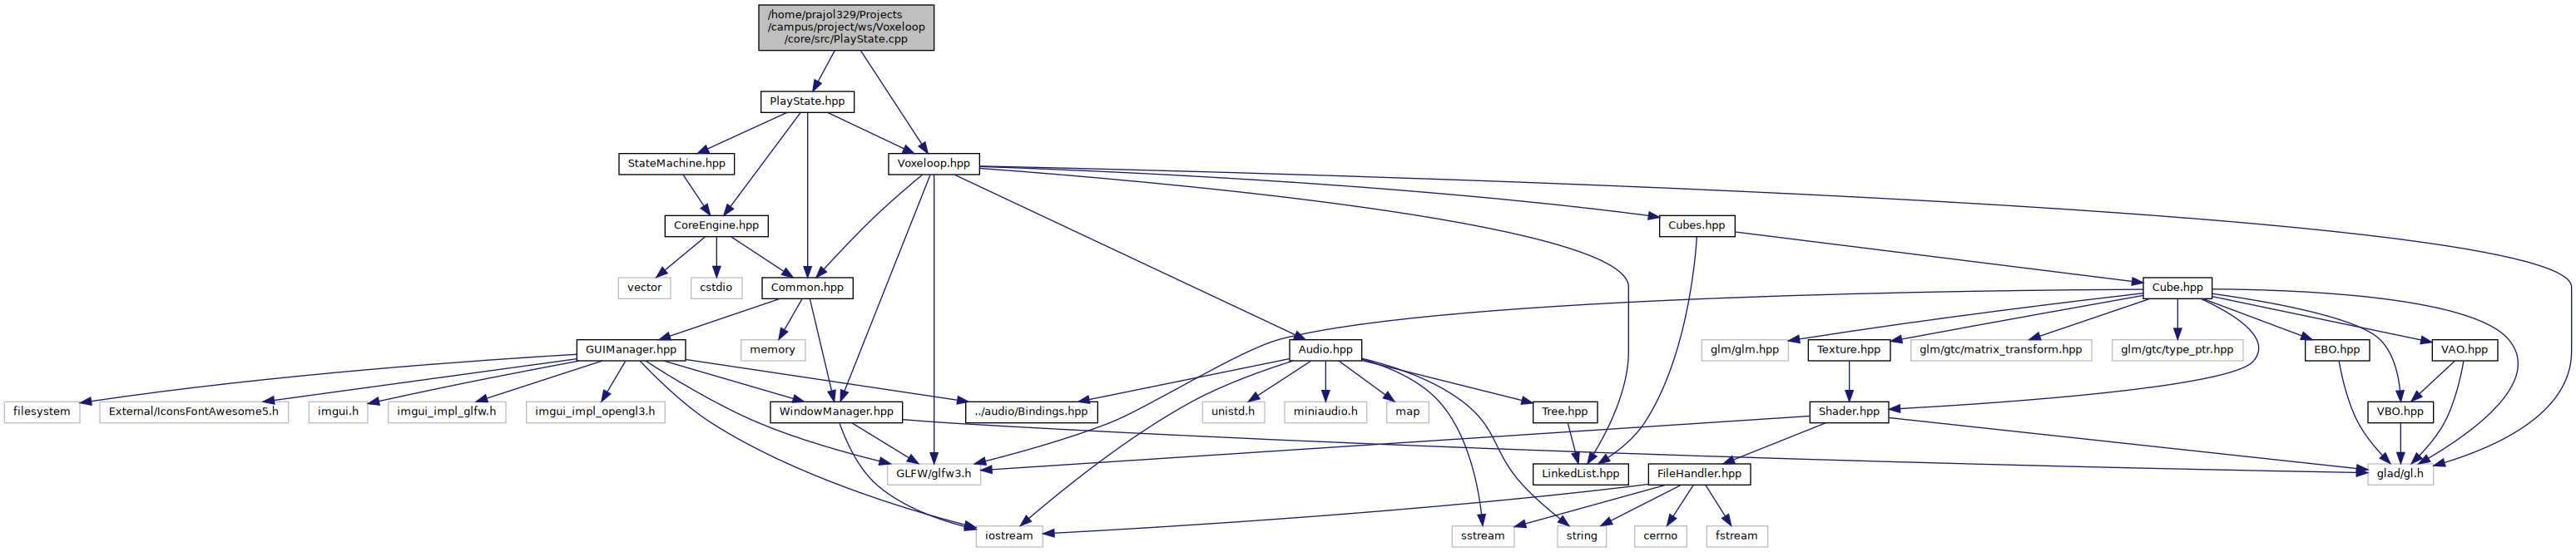 /home/prajol329/Projects
/campus/project/ws/Voxeloop
/core/src/PlayState.cpp
PlayState.hpp
StateMachine.hpp
Voxeloop.hpp
CoreEngine.hpp
Cubes.hpp
vector
cstdio
Common.hpp
Cube.hpp
GUIManager.hpp
memory
Audio.hpp
glm/glm.hpp
Texture.hpp
glm/gtc/matrix_transform.hpp
glm/gtc/type_ptr.hpp
EBO.hpp
VAO.hpp
filesystem
External/IconsFontAwesome5.h
imgui.h
imgui_impl_glfw.h
imgui_impl_opengl3.h
WindowManager.hpp
../audio/Bindings.hpp
unistd.h
miniaudio.h
map
Tree.hpp
Shader.hpp
VBO.hpp
GLFW/glfw3.h
LinkedList.hpp
FileHandler.hpp
glad/gl.h
iostream
sstream
string
cerrno
fstream